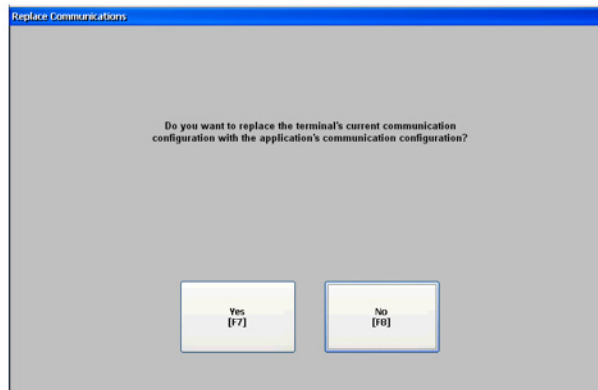 Replace Communications
Do you want to replace the terminal's current communication
configuration with the application's communication configuration?
Yes
[F7]
No
[F8]